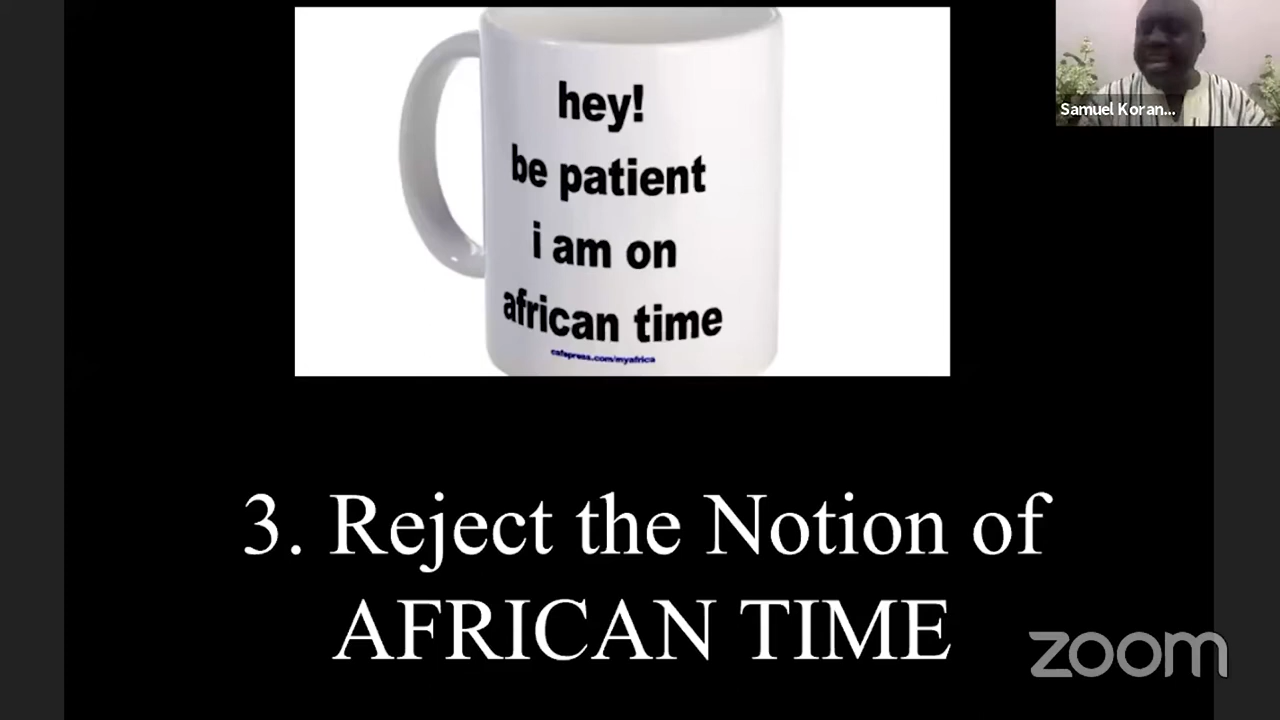 hey!
be patient
i am on
african time
cafepress.com/myafrica
Samuel Koran...
3. Reject the Notion of
AFRICAN TIME
zoom